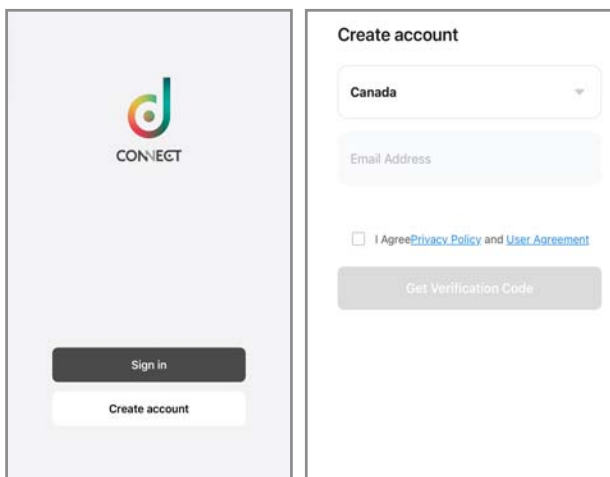 CONNECT
Sign in
Create account
Create account
Canada
Email Address
I AgreePrivacy Policy and User Agreement
Get Verification Code